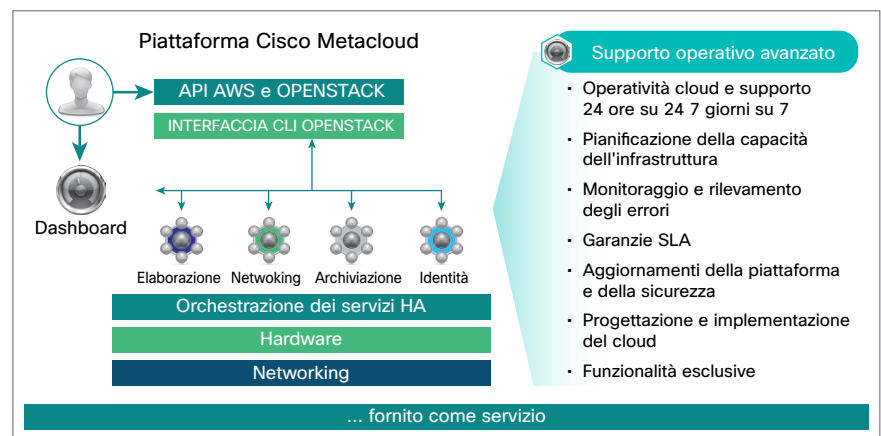 Piattaforma Cisco Metacloud
API AWS e OPENSTACK
INTERFACCIA CLI OPENSTACK
Dashboard
Elaborazione
Netwoking
Archiviazione
Identità
Orchestrazione dei servizi HA
Hardware
Networking
Supporto operativo avanzato
· Operatività cloud e supporto
24 ore su 24 7 giorni su 7
· Pianificazione della capacità
dell'infrastruttura
· Monitoraggio e rilevamento
degli errori
· Garanzie SLA
· Aggiornamenti della piattaforma
e della sicurezza
· Progettazione e implementazione
del cloud
· Funzionalità esclusive
... fornito come servizio